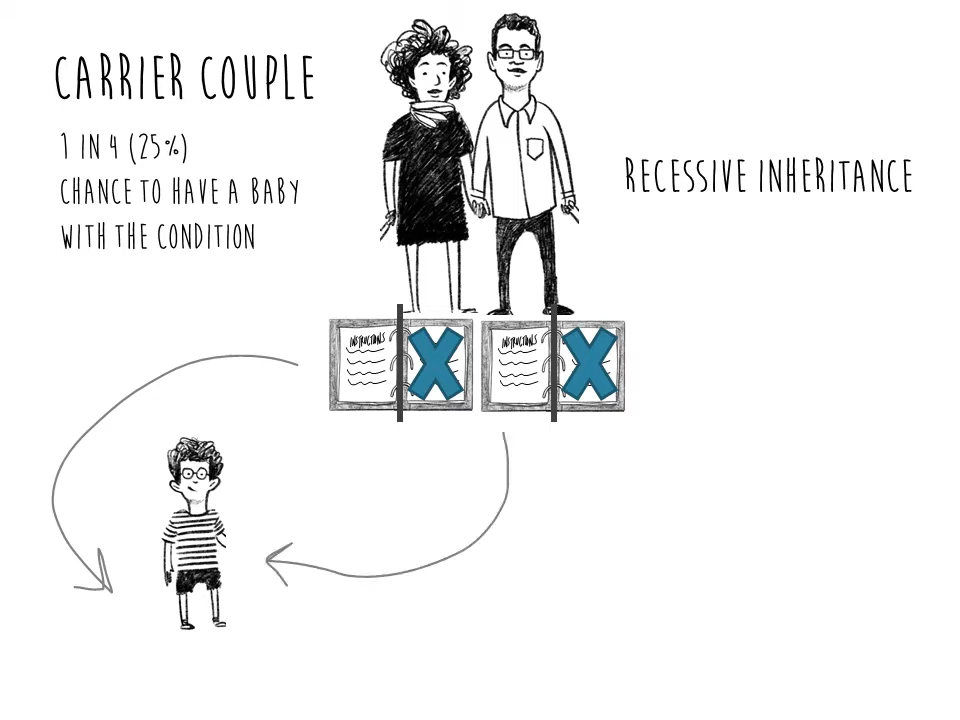 CARRIER COUPLE
1 IN 4 (25%)
CHANCE TO HAVE A BABY
WITH THE CONDITION
RECESSIVE INHERITANCE
INSTRUCTIONS
INSTRUCTIONS